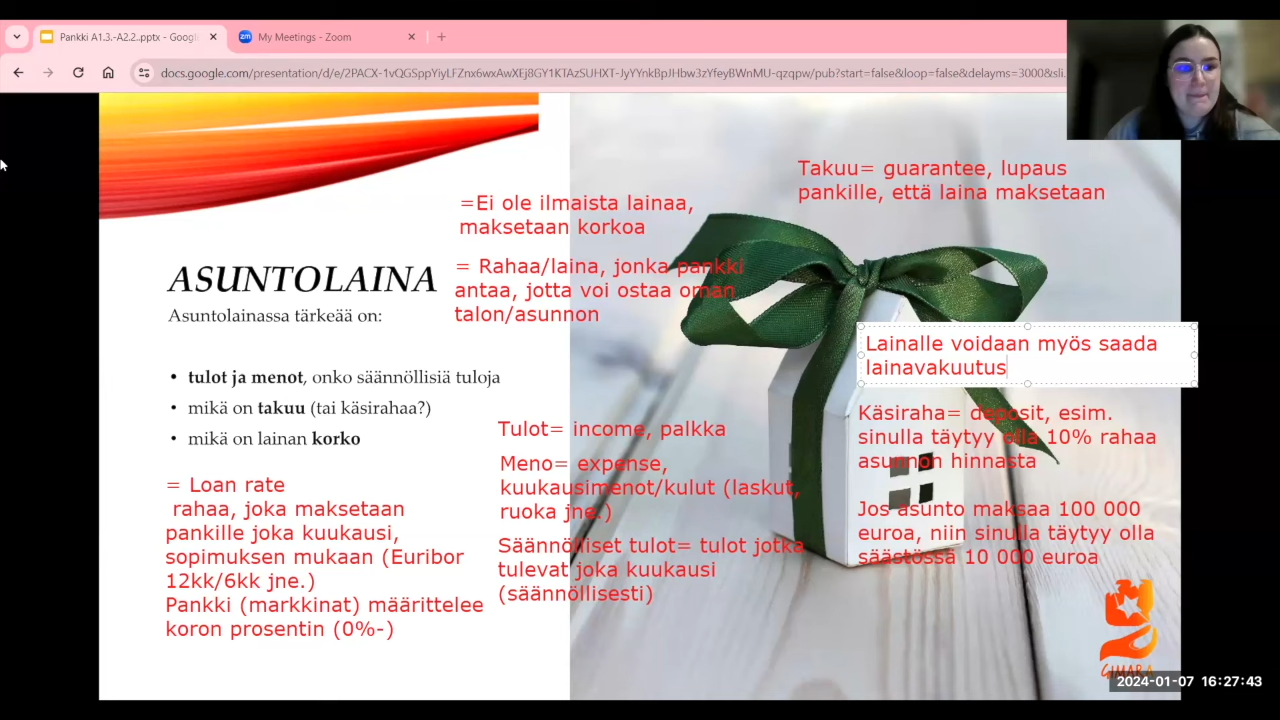 Pankki A1.3.-A2.2..pptx - Goog
My Meetings - Zoom
docs.google.com/presentation/d/e/2PACX-1vQGSppYiyLFZnx6wxAwXEj8GY1KTAzSUHXT-JyYYnkBpJHbw3zYfeyBWnMU-qzqpw/pub?start=false&loop=false&delayms=3000&sli
Takuu= guarantee, lupaus
pankille, että laina maksetaan
=Ei ole ilmaista lainaa,
maksetaan korkoa
= Rahaa/laina, jonka pankki
antaa, jotta voi ostaa oman
talon/asunnon
ASUNTOLAINA
Asuntolainassa tärkeää on:
• tulot ja menot, onko säännöllisiä tuloja
• mikä on takuu (tai käsirahaa?)
• mikä on lainan korko
Lainalle voidaan myös saada
lainavakuutus
Käsiraha= deposit, esim.
sinulla täytyy olla 10% rahaa
asunnon hinnasta
Jos asunto maksaa 100 000
euroa, niin sinulla täytyy olla
säästössä 10 000 euroa
Tulot= income, palkka
Meno= expense,
kuukausimenot/kulut (laskut,
ruoka jne.)
Säännölliset tulot= tulot jotka
tulevat joka kuukausi
(säännöllisesti)
= Loan rate
rahaa, joka maksetaan
pankille joka kuukausi,
sopimuksen mukaan (Euribor
12kk/6kk jne.)
Pankki (markkinat) määrittelee
koron prosentin (0%-)
GIMARA
2024-01-07 16:27:43